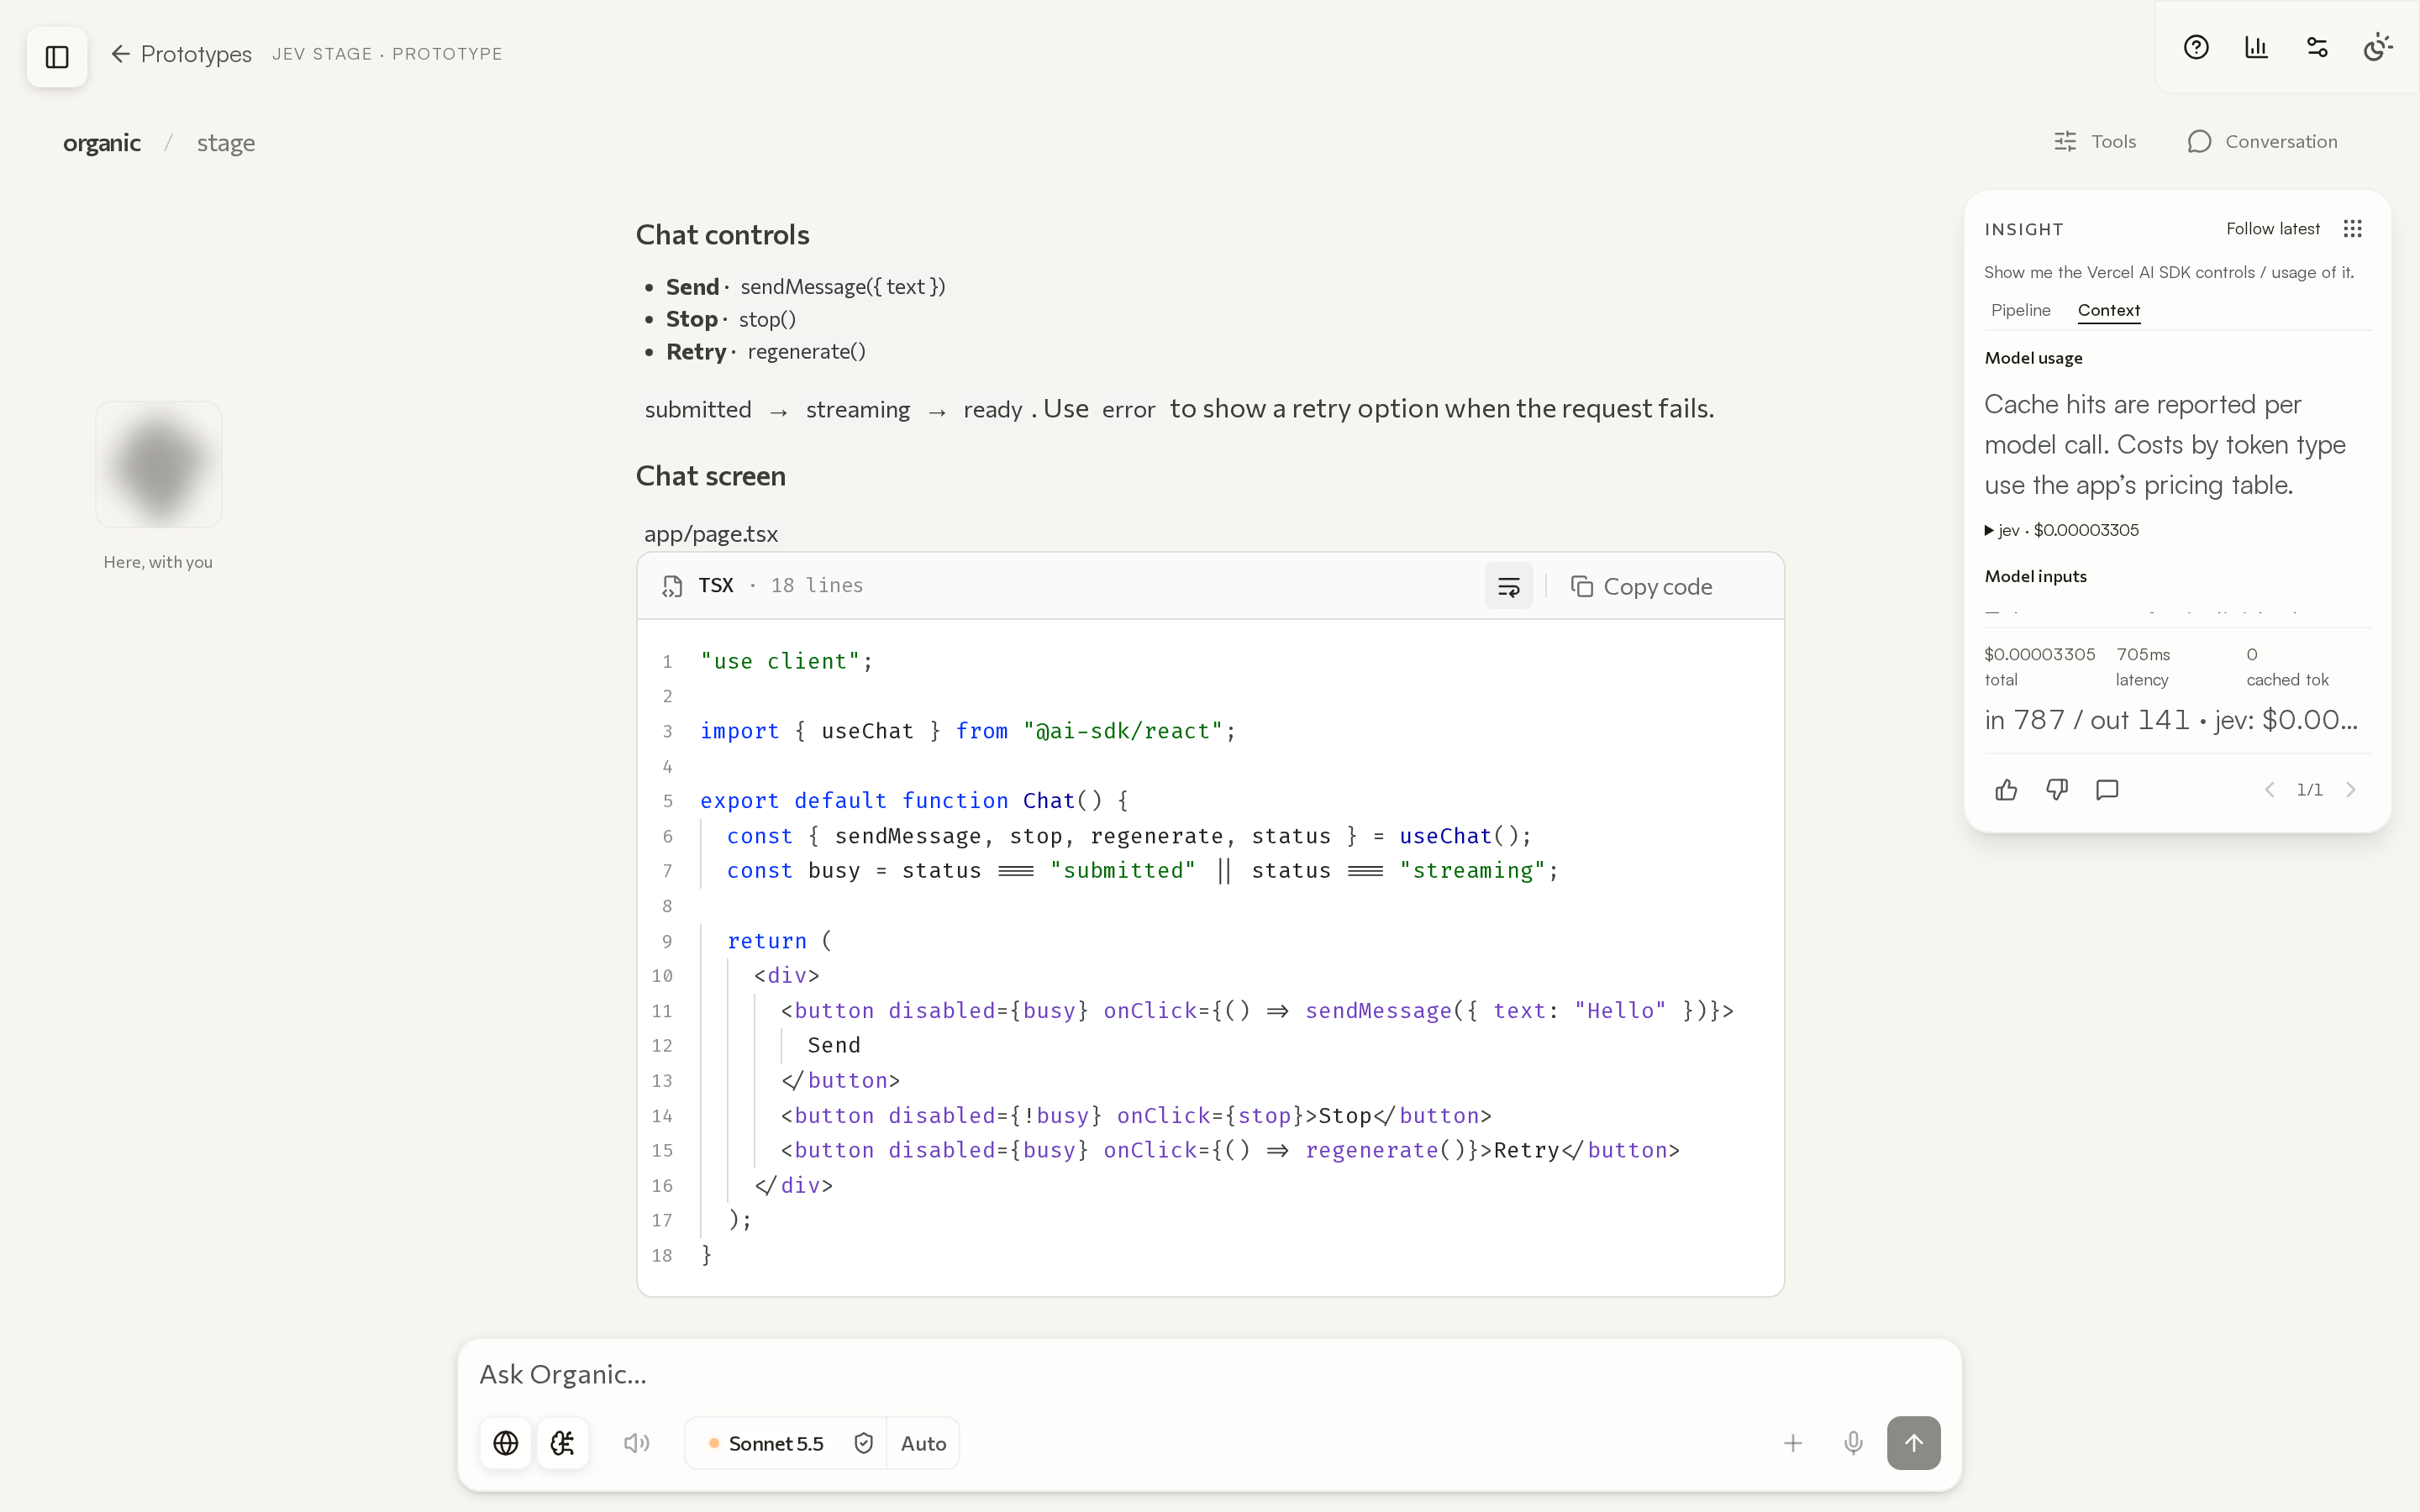 Prototypes JEV STAGE · PROTOTYPE
organic / stage
Tools Conversation
Chat controls
• Send · sendMessage({ text })
• Stop · stop()
• Retry · regenerate()
submitted → streaming → ready . Use error to show a retry option when the request fails.
Chat screen
app/page.tsx
TSX · 18 lines
Copy code
1 "use client";
2
3 import { useChat } from "@ai-sdk/react";
4
5 export default function Chat() {
6 const { sendMessage, stop, regenerate, status } = useChat();
7 const busy = status === "submitted" || status === "streaming";
8
9 return (
10 <div>
11 <button disabled={busy} onClick={() => sendMessage({ text: "Hello" })}>
12 Send
13 </button>
14 <button disabled={!busy} onClick={stop}>Stop</button>
15 <button disabled={busy} onClick={() => regenerate()}>Retry</button>
16 </div>
17 );
18 }
Here, with you
INSIGHT Follow latest
Show me the Vercel AI SDK controls / usage of it.
Pipeline Context
Model usage
Cache hits are reported per
model call. Costs by token type
use the app’s pricing table.
jev · $0.00003305
Model inputs
$0.00003305 705ms 0
total latency cached tok
in 787 / out 141 • jev: $0.00...
1/1
Ask Organic...
Sonnet 5.5 Auto